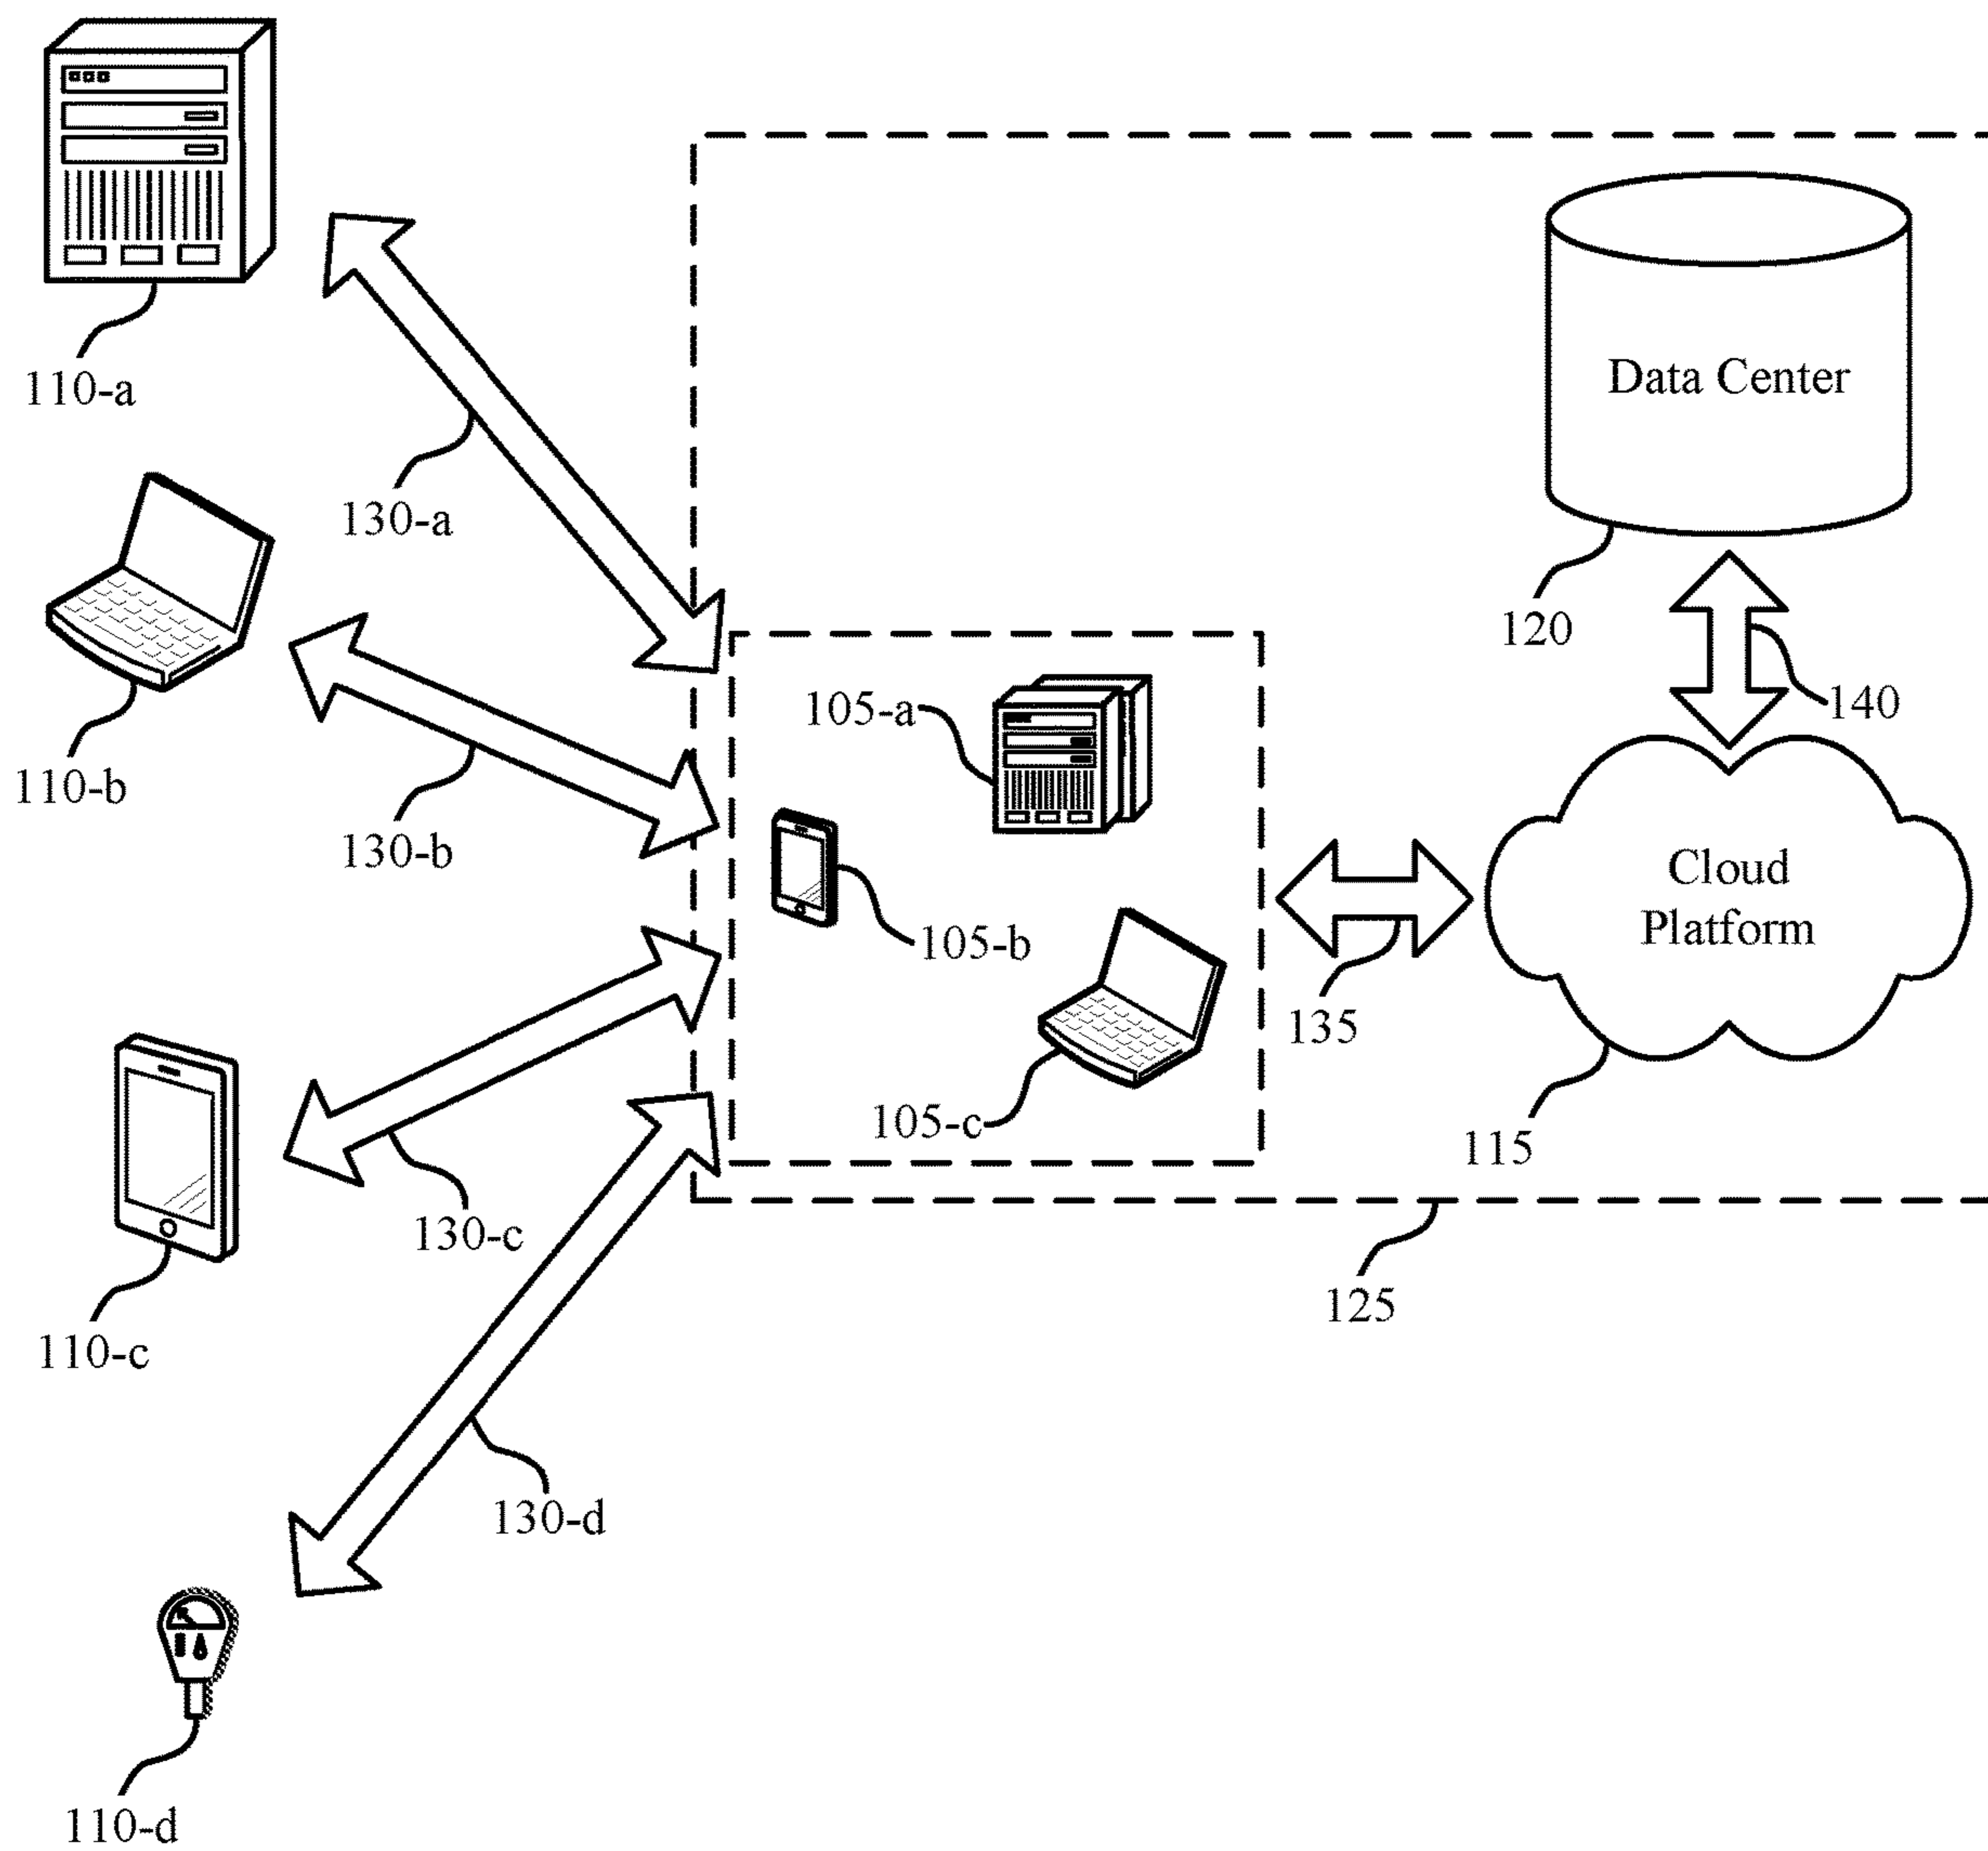 110-a
130-a
Data Center
120
140
110-b
130-b
105-a
105-b
105-c
Cloud
Platform
135
115
110-c
130-c
125
130-d
110-d